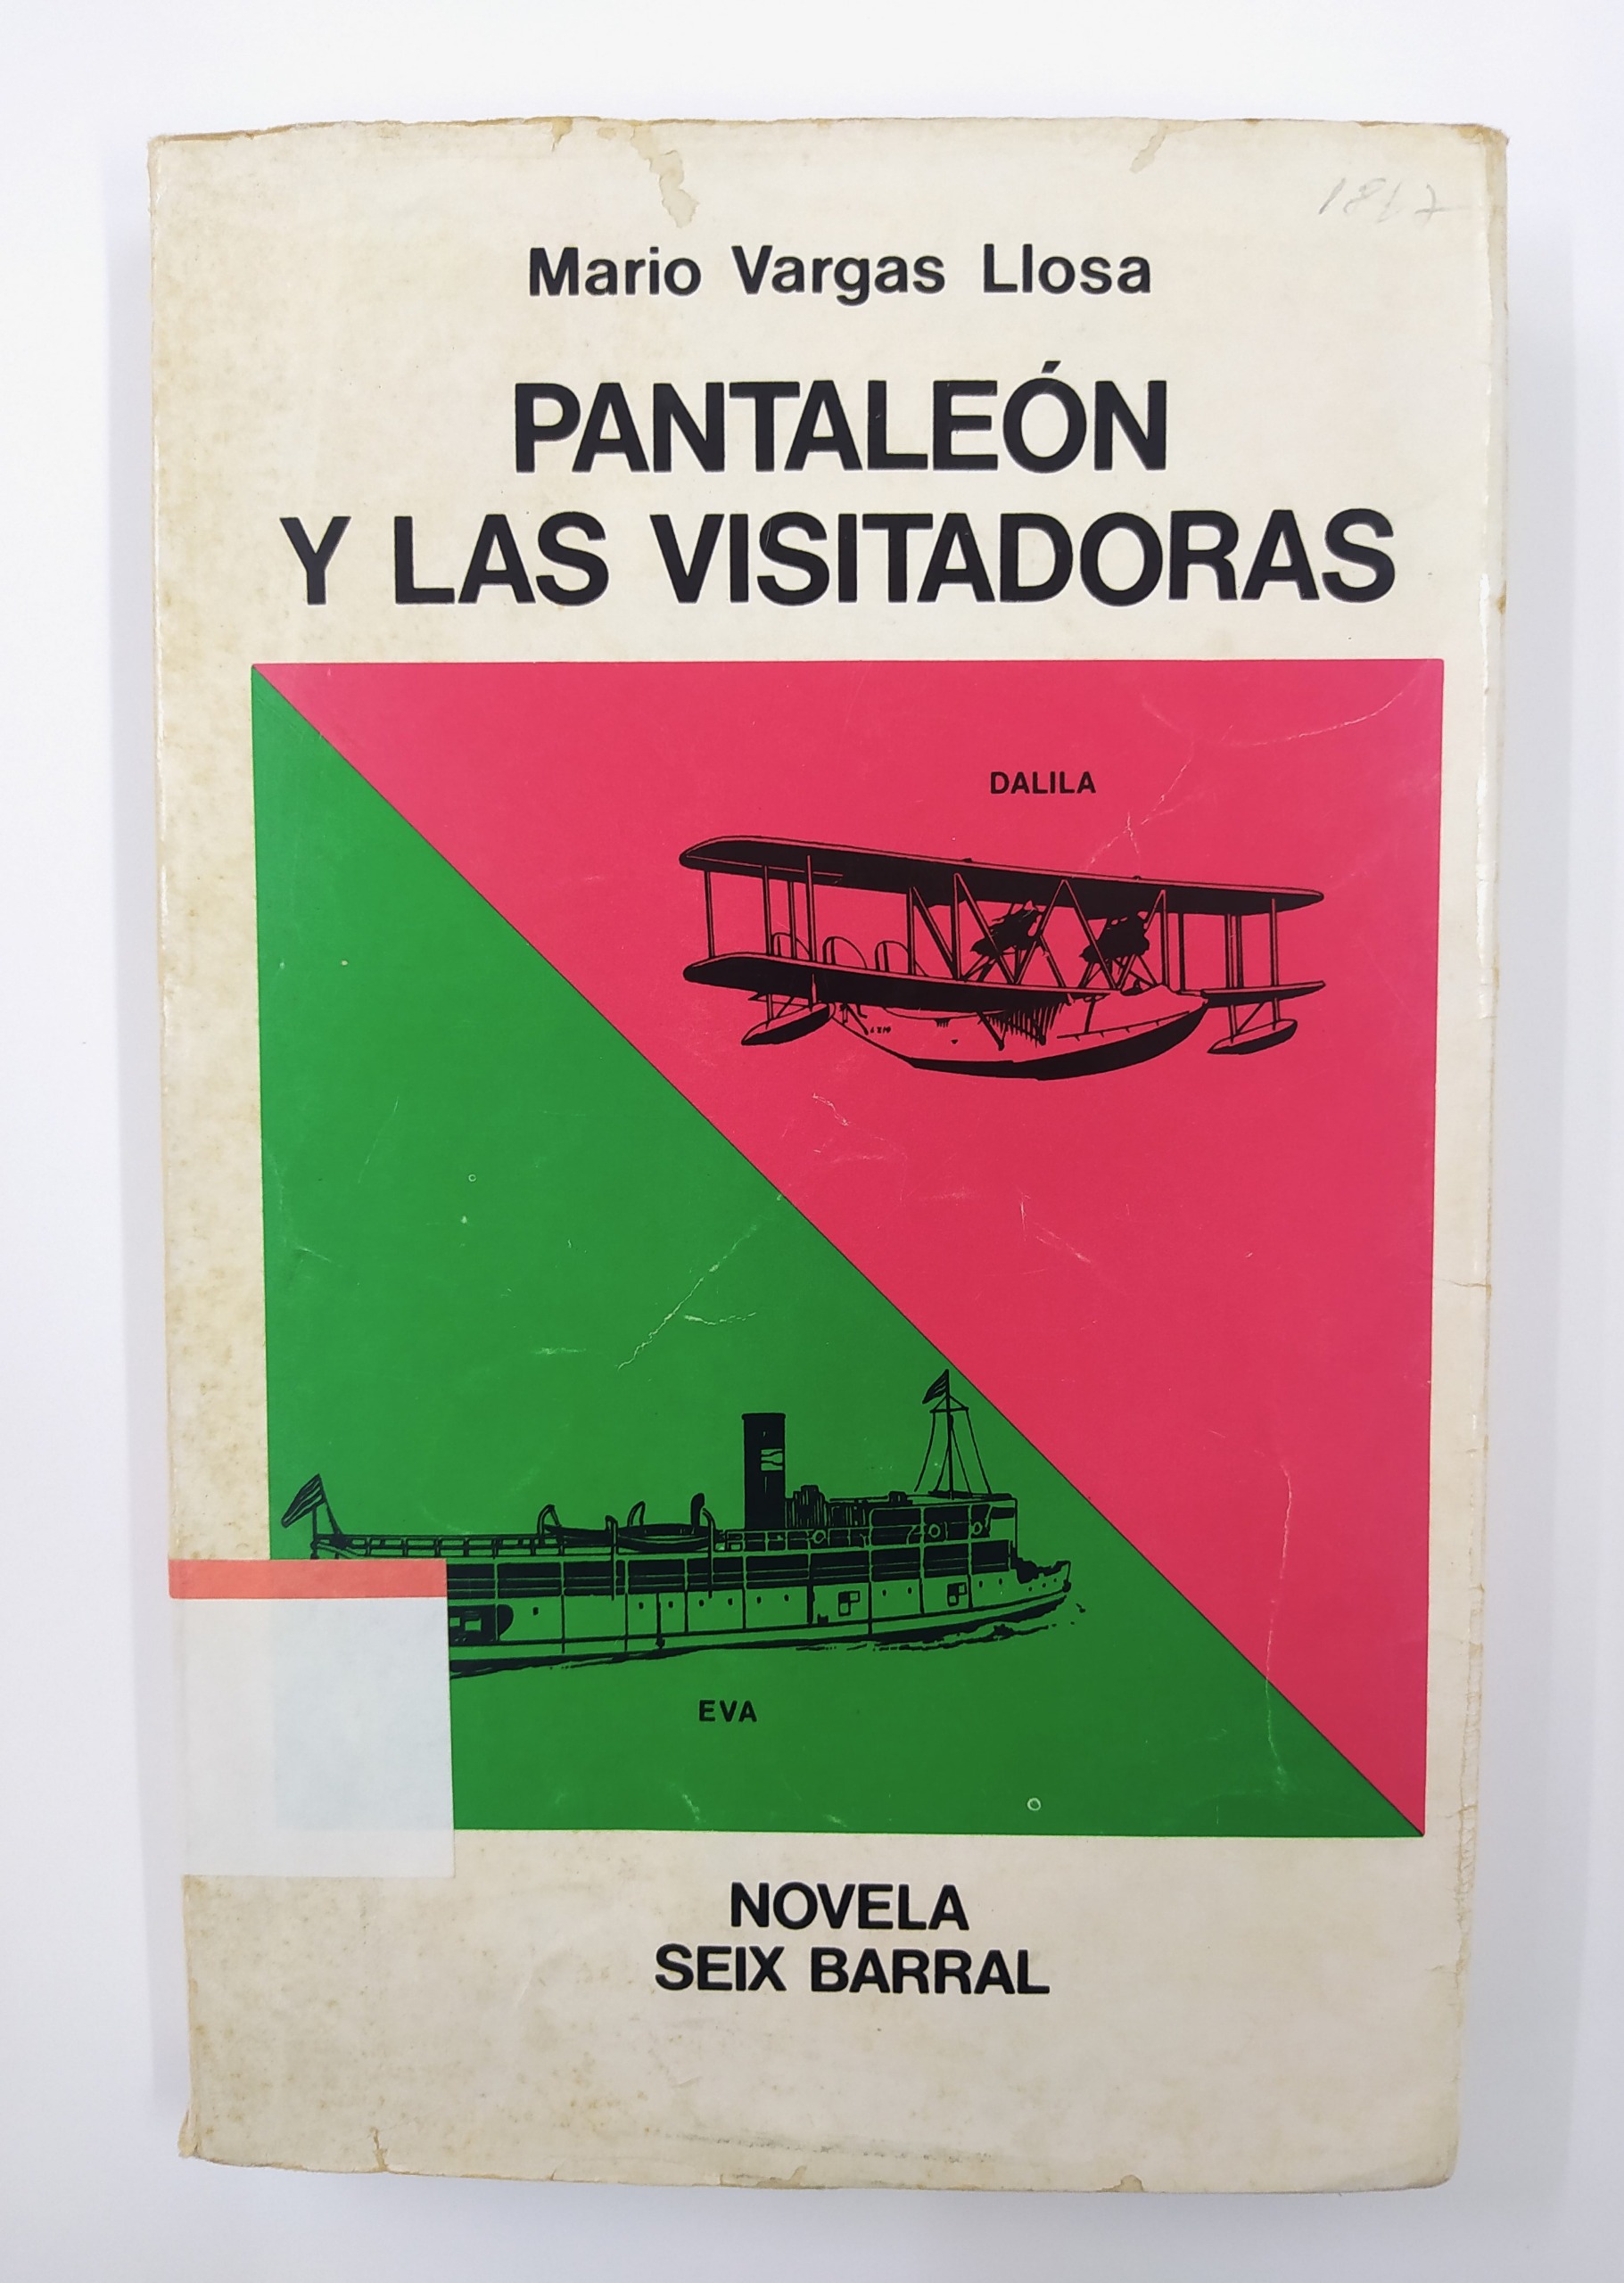 Mario Vargas Llosa
PANTALEÓN
Y LAS VISITADORAS
DALILA
EVA
NOVELA
SEIX BARRAL